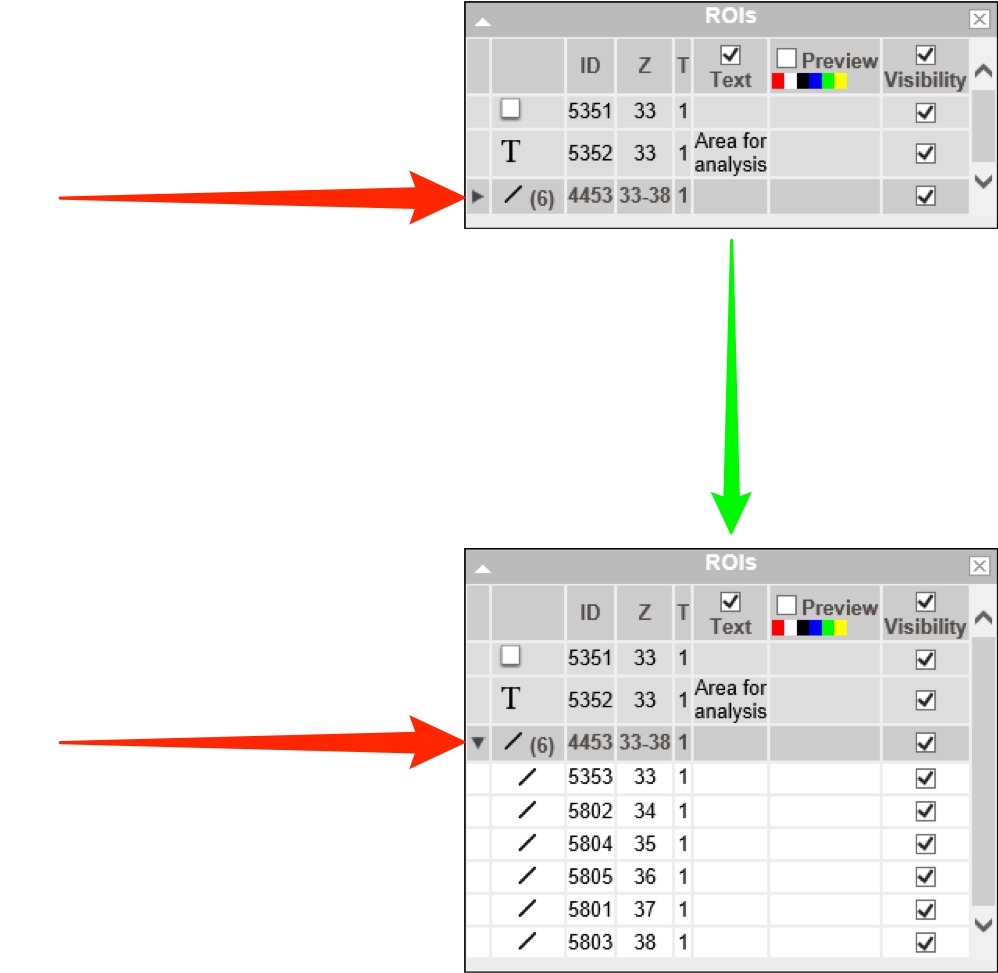 ROIs
ID Z T Text Preview Visibility
5351 33 1
T 5352 33 1 Area for
analysis
(6) 4453 33-38 1
ROIs
ID Z T Text Preview Visibility
5351 33 1
T 5352 33 1 Area for
analysis
(6) 4453 33-38 1
5353 33 1
5802 34 1
5804 35 1
5805 36 1
5801 37 1
5803 38 1